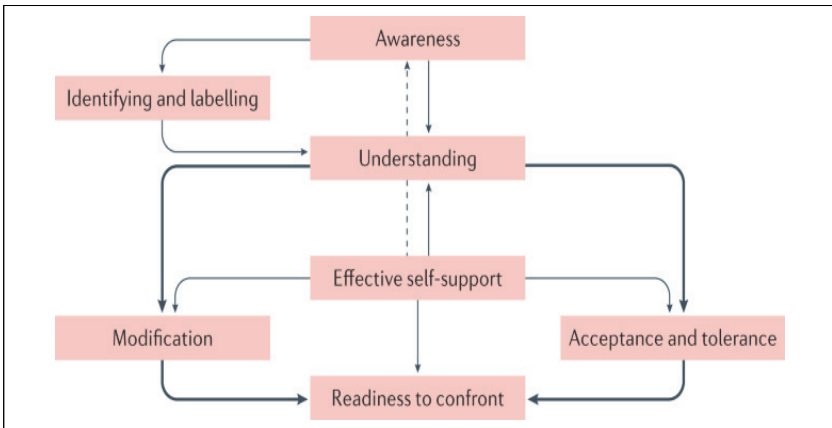 Awareness
Identifying and labelling
Understanding
Effective self-support
Modification
Acceptance and tolerance
Readiness to confront